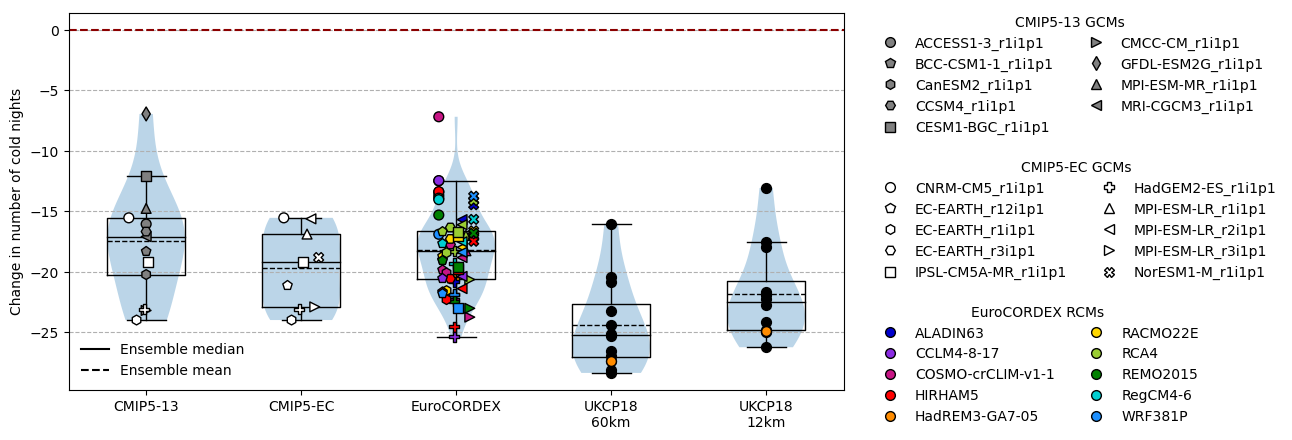 Change in number of cold nights
0
−5
−10
−15
−20
−25
Ensemble median
Ensemble mean
CMIP5-13
CMIP5-EC
EuroCORDEX
UKCP18
60km
UKCP18
12km
CMIP5-13 GCMs
ACCESS1-3_r1i1p1
BCC-CSM1-1_r1i1p1
CanESM2_r1i1p1
CCSM4_r1i1p1
CESM1-BGC_r1i1p1
CMCC-CM_r1i1p1
GFDL-ESM2G_r1i1p1
MPI-ESM-MR_r1i1p1
MRI-CGCM3_r1i1p1
CMIP5-EC GCMs
CNRM-CM5_r1i1p1
EC-EARTH_r12i1p1
EC-EARTH_r1i1p1
EC-EARTH_r3i1p1
IPSL-CM5A-MR_r1i1p1
HadGEM2-ES_r1i1p1
MPI-ESM-LR_r1i1p1
MPI-ESM-LR_r2i1p1
MPI-ESM-LR_r3i1p1
NorESM1-M_r1i1p1
EuroCORDEX RCMs
ALADIN63
CCLM4-8-17
COSMO-crCLIM-v1-1
HIRHAM5
HadREM3-GA7-05
RACMO22E
RCA4
REMO2015
RegCM4-6
WRF381P